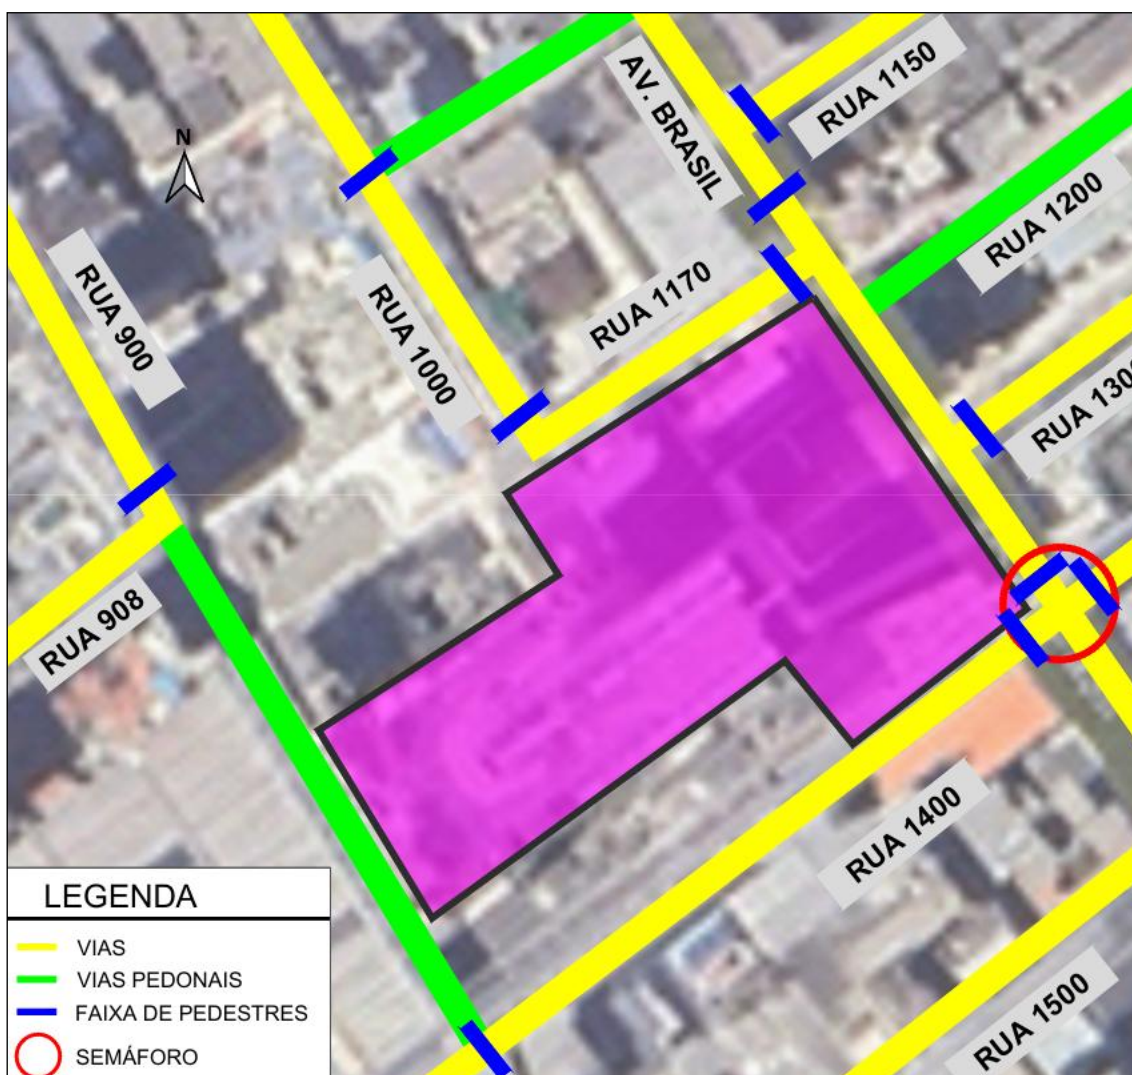 AV. BRASIL
RUA 1150
N
RUA 1200
RUA 900
RUA 1000
RUA 1170
RUA 1300
RUA 908
RUA 1400
RUA 1500
LEGENDA
VIAS
VIAS PEDONAIS
FAIXA DE PEDESTRES
SEMÁFORO